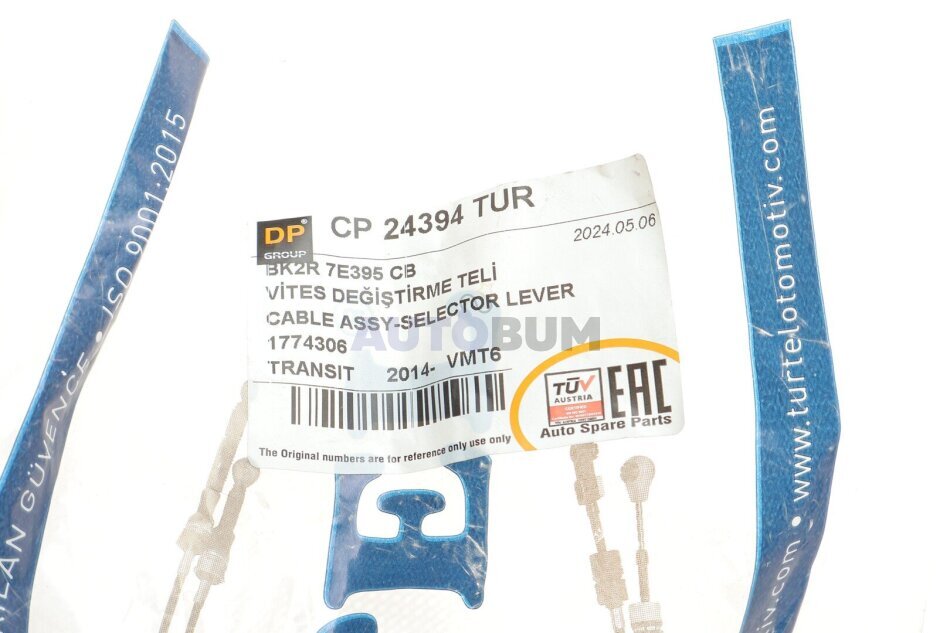 ISO 9001:2015
GÜVENCE •
DP
GROUP
CP 24394 TUR
2024.05.06
BK2R 7E395 CB
VİTES DEĞİŞTİRME TELİ
CABLE ASSY-SELECTOR LEVER
1774306
TRANSIT 2014- VMT6
AUTOBUM
TÜV
AUSTRIA
EAC
Auto Spare Parts
The Original numbers are for reference only use only
www.turtelotomotiv.com •